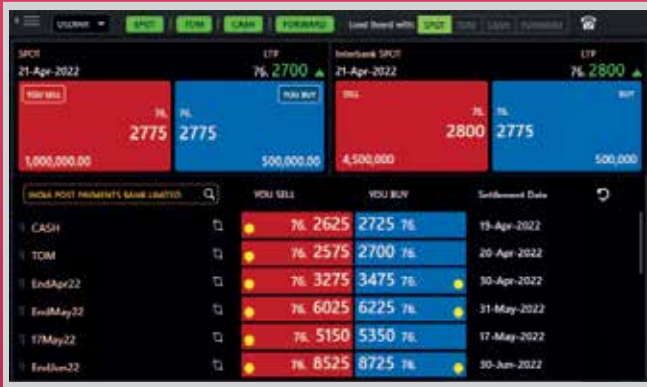 USDINR SPOT TOM CASH FORWARD Load Board with SPOT TOM CASH FORWARD
SPOT LTP Interbank SPOT LTP
21-Apr-2022 76.2700 21-Apr-2022 76.2800
YOU SELL YOU BUY SELL BUY
76. 76. 76. 76.
2775 2775 2800 2775
1,000,000.00 500,000.00 4,500,000 500,000
INDIA POST PAYMENTS BANK LIMITED YOU SELL YOU BUY Settlement Date
CASH 76. 2625 2725 76. 19-Apr-2022
TOM 76. 2575 2700 76. 20-Apr-2022
EndApr22 76. 3275 3475 76. 30-Apr-2022
EndMay22 76. 6025 6225 76. 31-May-2022
17May22 76. 5150 5350 76. 17-May-2022
EndJun22 76. 8525 8725 76. 30-Jun-2022